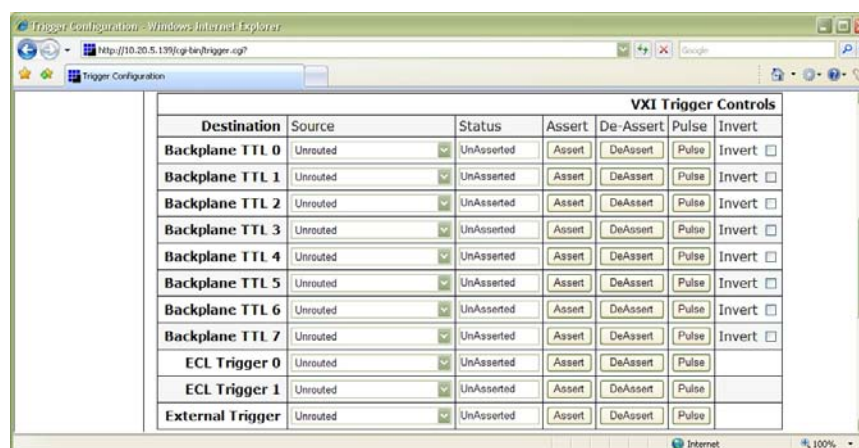 Trigger Configuration - Windows Internet Explorer
http://10.20.5.139/cgi-bin/trigger.cgi?
Google
Trigger Configuration
VXI Trigger Controls
Destination Source Status Assert De-Assert Pulse Invert
Backplane TTL 0 Unrouted UnAsserted Assert DeAssert Pulse Invert
Backplane TTL 1 Unrouted UnAsserted Assert DeAssert Pulse Invert
Backplane TTL 2 Unrouted UnAsserted Assert DeAssert Pulse Invert
Backplane TTL 3 Unrouted UnAsserted Assert DeAssert Pulse Invert
Backplane TTL 4 Unrouted UnAsserted Assert DeAssert Pulse Invert
Backplane TTL 5 Unrouted UnAsserted Assert DeAssert Pulse Invert
Backplane TTL 6 Unrouted UnAsserted Assert DeAssert Pulse Invert
Backplane TTL 7 Unrouted UnAsserted Assert DeAssert Pulse Invert
ECL Trigger 0 Unrouted UnAsserted Assert DeAssert Pulse
ECL Trigger 1 Unrouted UnAsserted Assert DeAssert Pulse
External Trigger Unrouted UnAsserted Assert DeAssert Pulse
Internet 100%